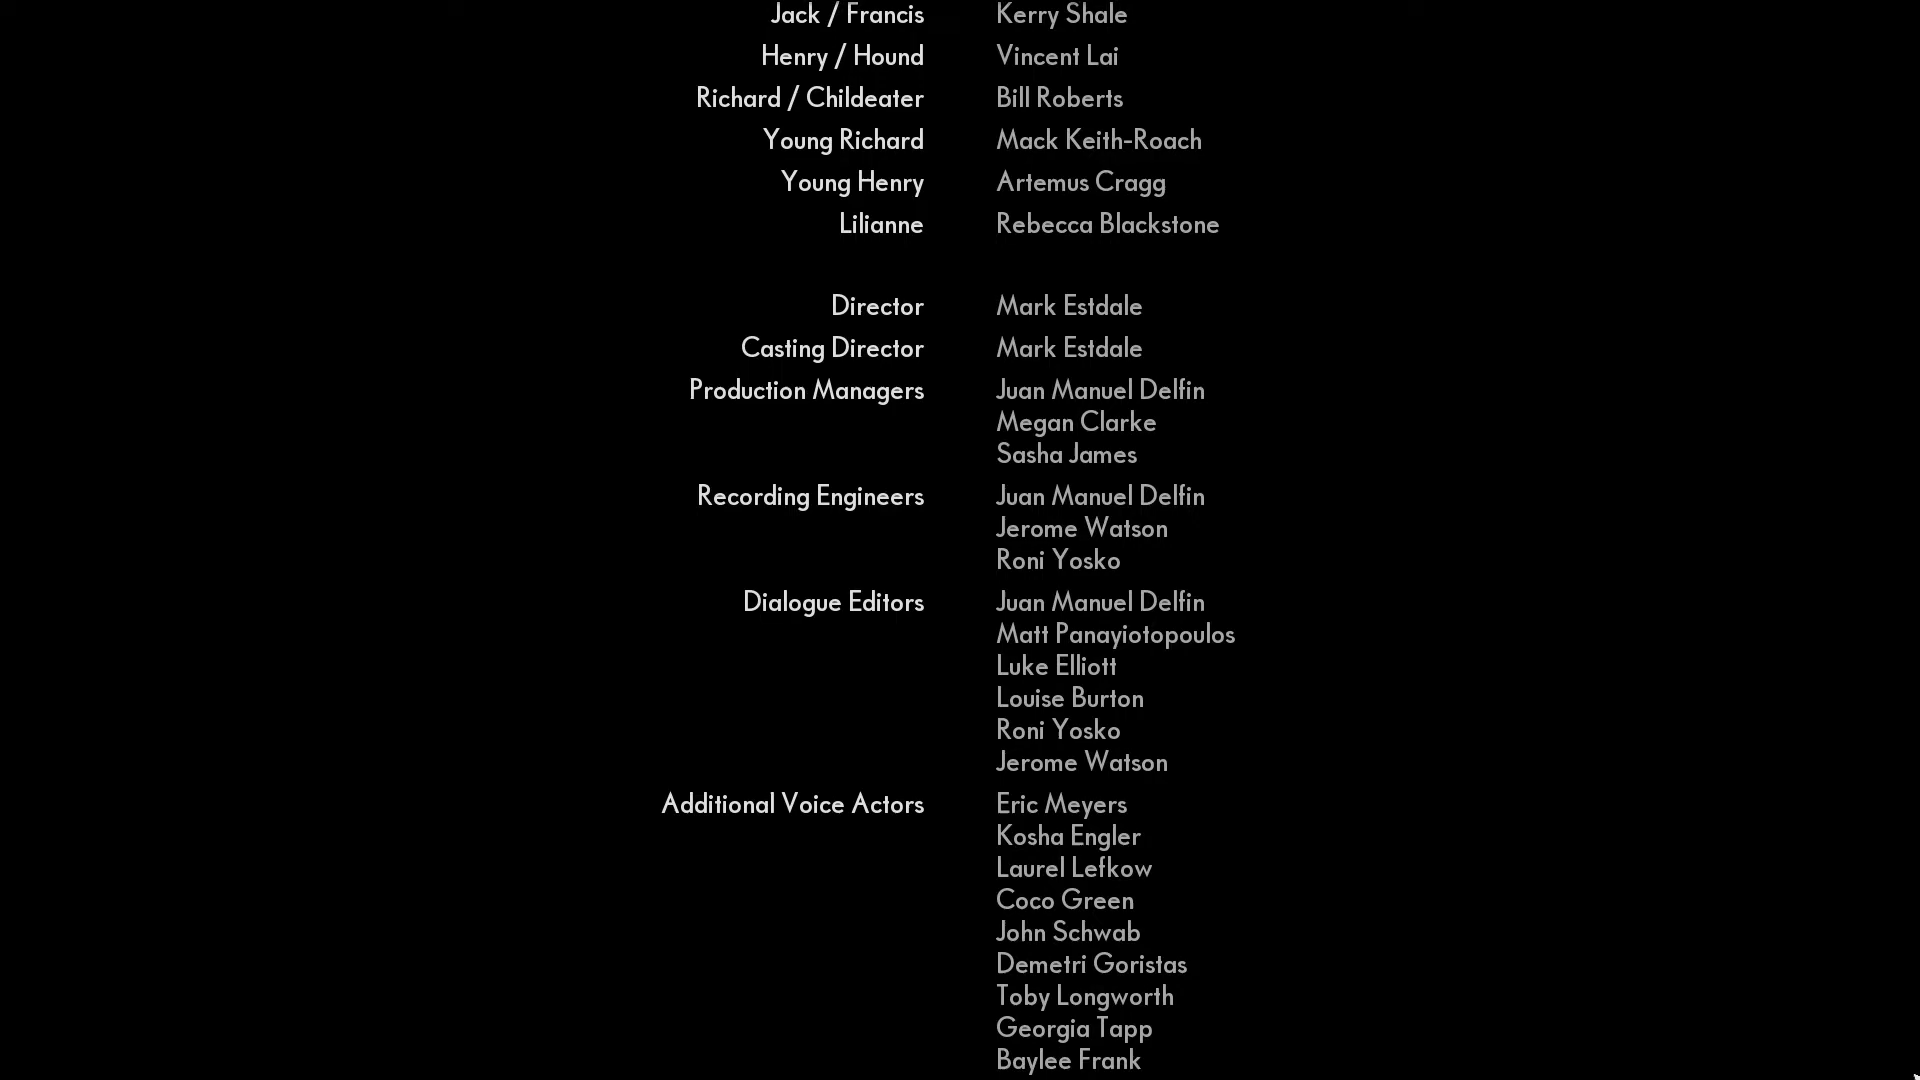 Jack / Francis Kerry Shale
Henry / Hound Vincent Lai
Richard / Childeater Bill Roberts
Young Richard Mack Keith-Roach
Young Henry Artemus Cragg
Lilianne Rebecca Blackstone
Director Mark Estdale
Casting Director Mark Estdale
Production Managers Juan Manuel Delfin
Megan Clarke
Sasha James
Recording Engineers Juan Manuel Delfin
Jerome Watson
Roni Yosko
Dialogue Editors Juan Manuel Delfin
Matt Panayiotopoulos
Luke Elliott
Louise Burton
Roni Yosko
Jerome Watson
Additional Voice Actors Eric Meyers
Kosha Engler
Laurel Lefkow
Coco Green
John Schwab
Demetri Goristas
Toby Longworth
Georgia Tapp
Baylee Frank